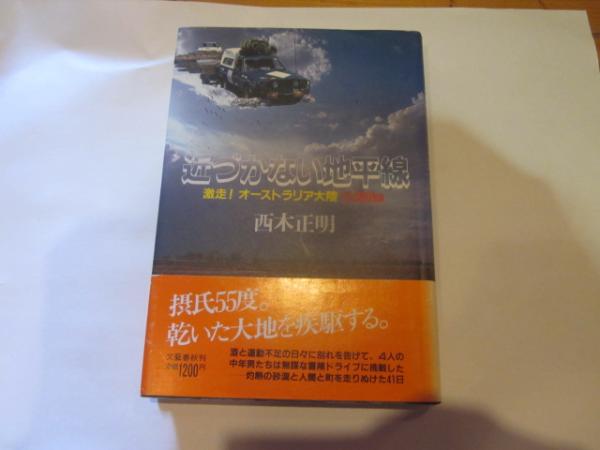 近づかない地平線
激走！オーストラリア大陸
西木正明
摂氏55度。
乾いた大地を疾駆する。
文藝春秋刊
定価1200円
酒と運動不足の日々に別れを告げて、4人の
中年男たちは無謀な冒険ドライブに挑戦した
灼熱の砂漠と人間と町を走りぬけた41日